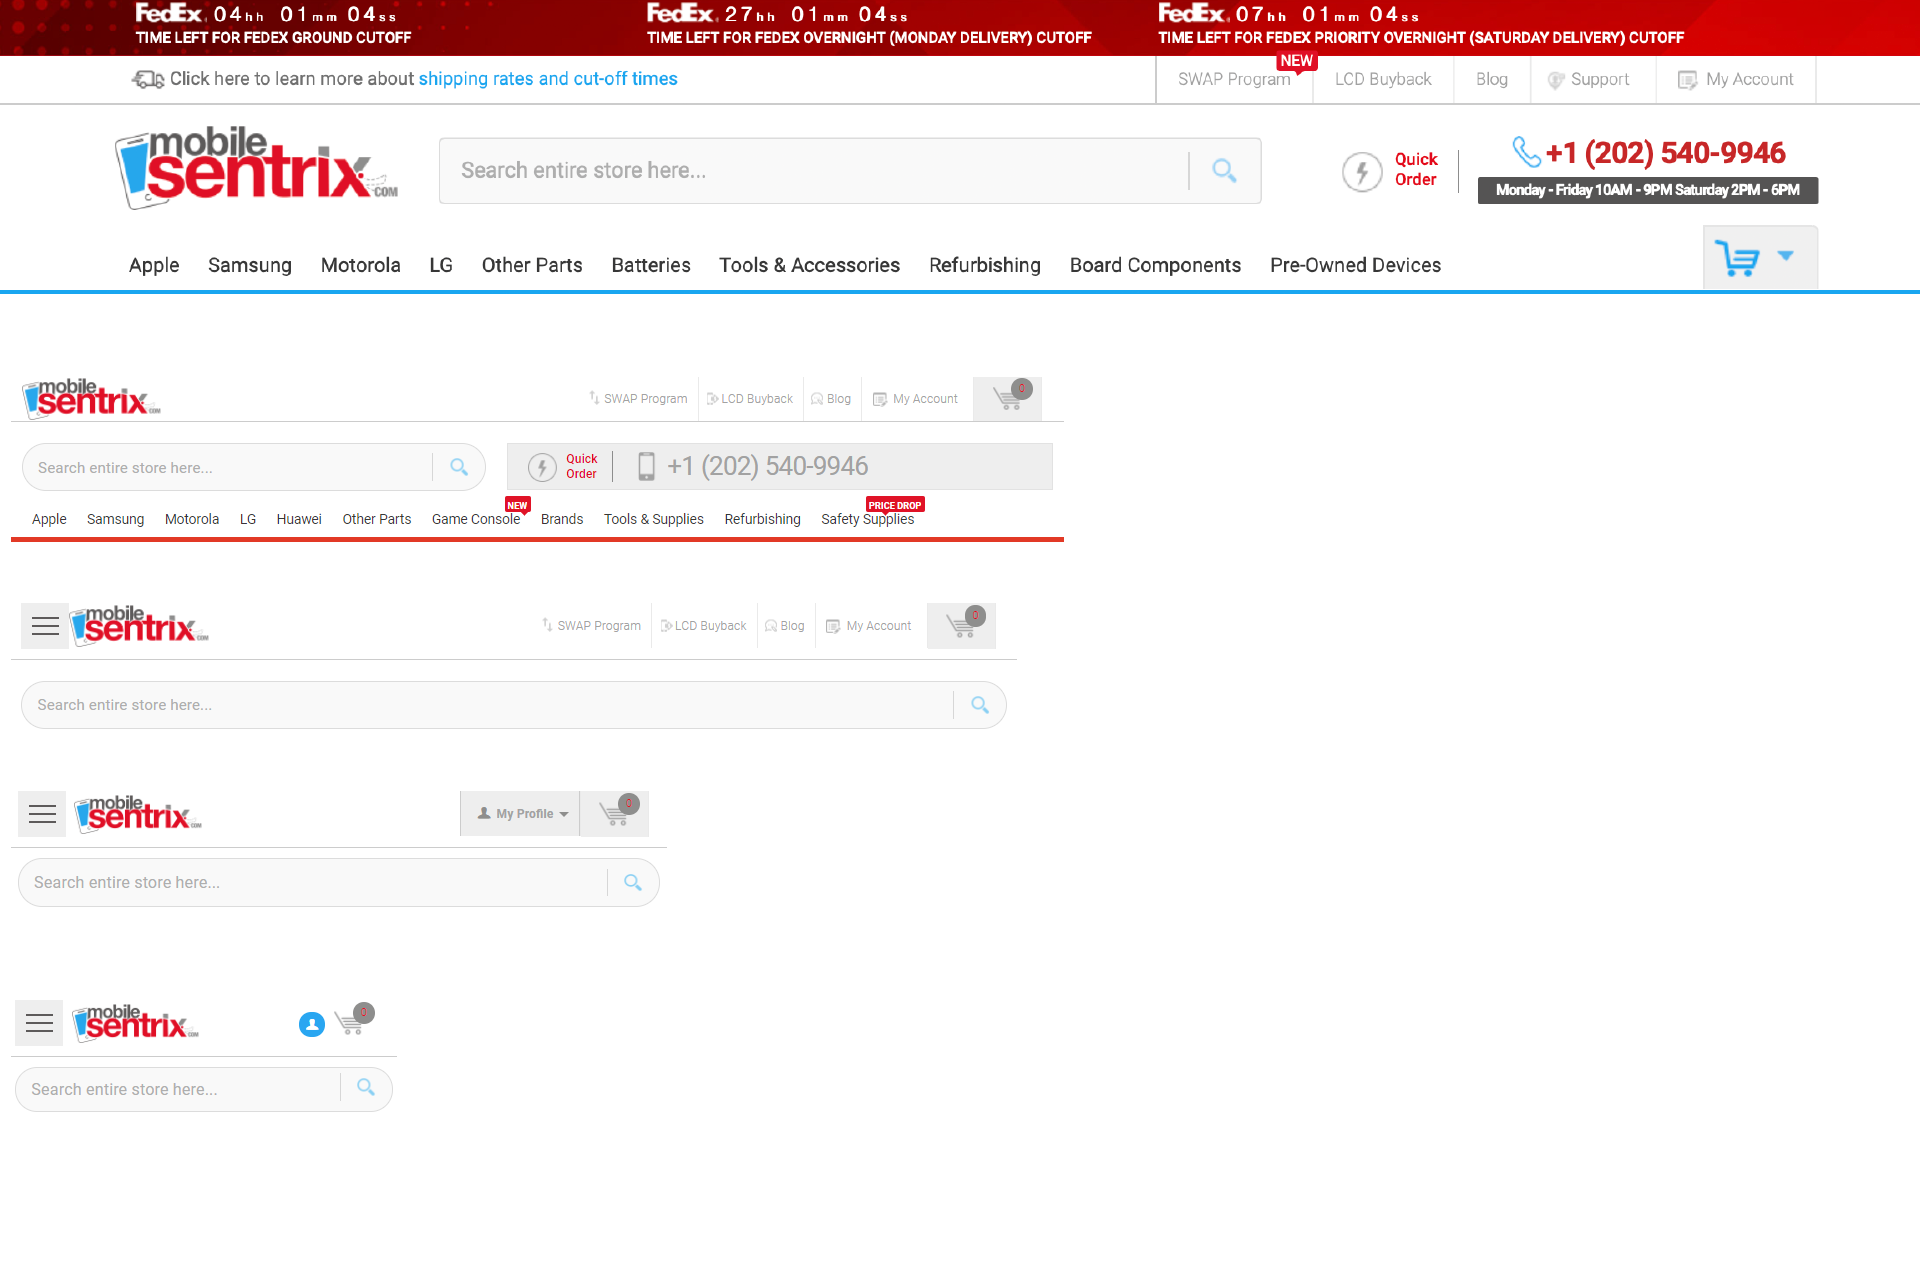 FedEx. 04hh 01mm 04ss
TIME LEFT FOR FEDEX GROUND CUTOFF
FedEx. 27hh 01mm 04ss
TIME LEFT FOR FEDEX OVERNIGHT (MONDAY DELIVERY) CUTOFF
FedEx. 07hh 01mm 04ss
TIME LEFT FOR FEDEX PRIORITY OVERNIGHT (SATURDAY DELIVERY) CUTOFF
Click here to learn more about shipping rates and cut-off times
NEW
SWAP Program LCD Buyback Blog Support My Account
mobile
sentrix.COM
Search entire store here...
Quick
Order
+1 (202) 540-9946
Monday - Friday 10AM - 9PM Saturday 2PM - 6PM
Apple Samsung Motorola LG Other Parts Batteries Tools & Accessories Refurbishing Board Components Pre-Owned Devices
mobile
sentrix.COM
SWAP Program LCD Buyback Blog My Account 0
Search entire store here...
Quick
Order
+1 (202) 540-9946
NEW PRICE DROP
Apple Samsung Motorola LG Huawei Other Parts Game Console Brands Tools & Supplies Refurbishing Safety Supplies
mobile
sentrix.COM
SWAP Program LCD Buyback Blog My Account 0
Search entire store here...
mobile
sentrix.COM
My Profile 0
Search entire store here...
mobile
sentrix.COM
0
Search entire store here...